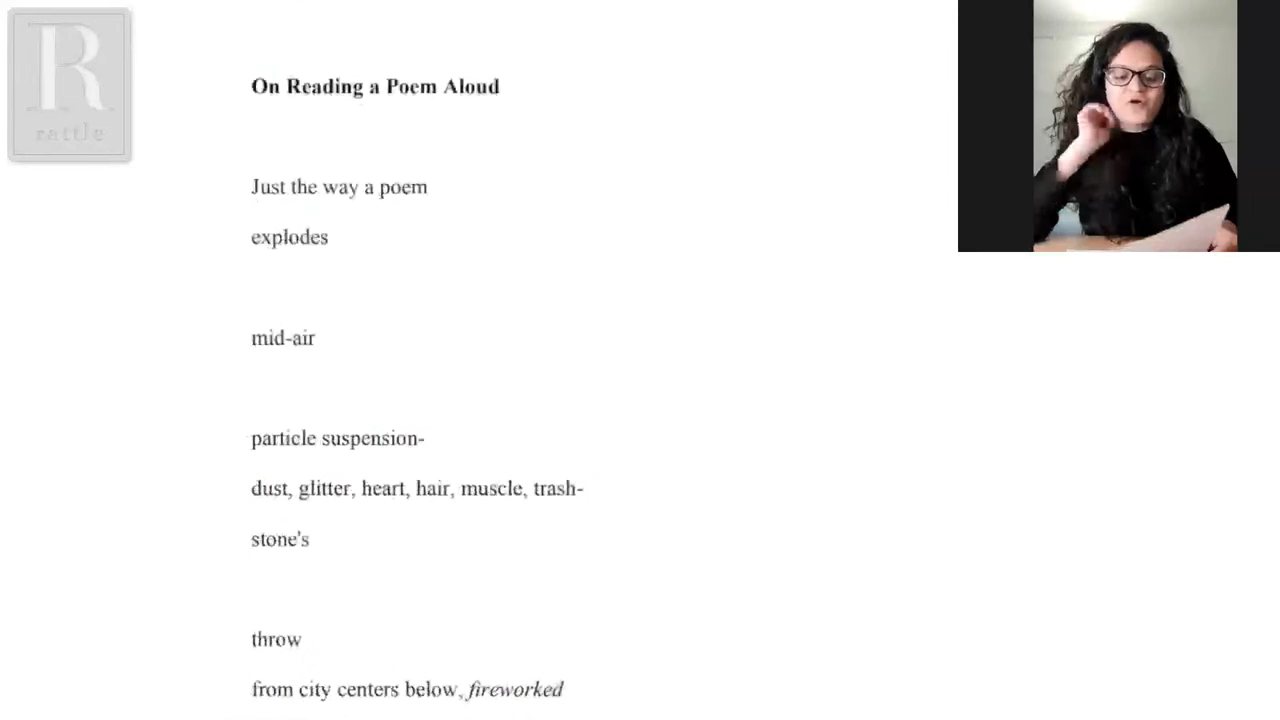 R
rattle
On Reading a Poem Aloud
Just the way a poem
explodes
mid-air
particle suspension-
dust, glitter, heart, hair, muscle, trash-
stone's
throw
from city centers below, fireworked